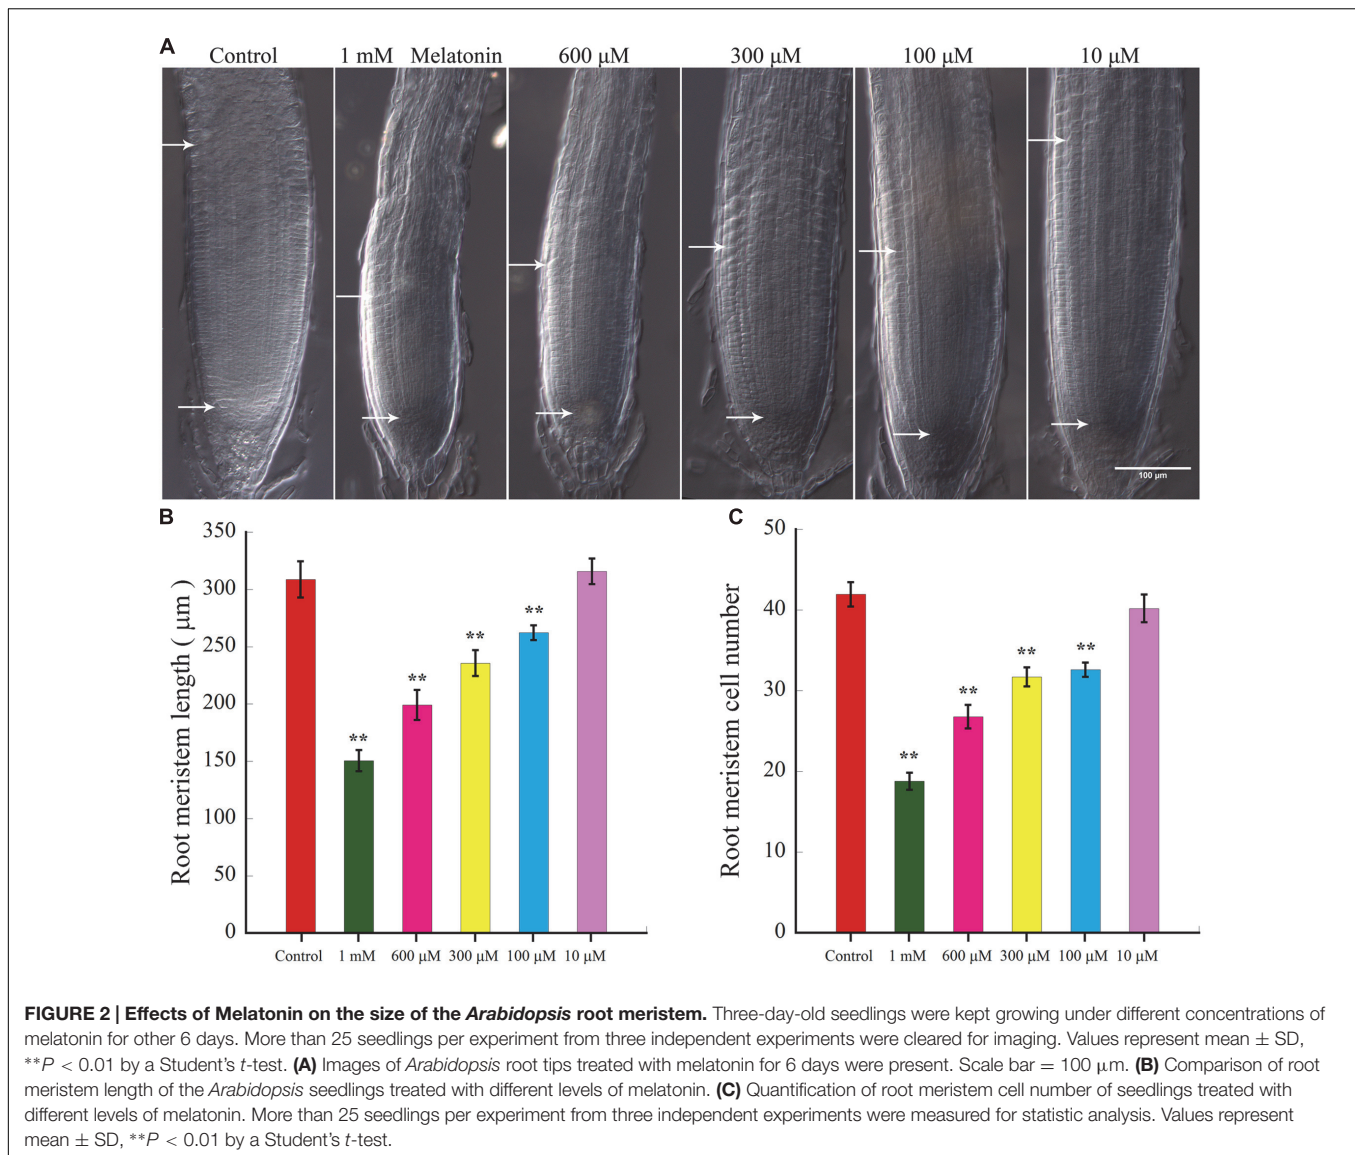 A
Control 1 mM Melatonin 600 μM 300 μM 100 μM 10 μM
100 μm
B
350
300
250
200
150
100
50
0
Root meristem length ( μm )
**
**
**
**
Control 1 mM 600 μM 300 μM 100 μM 10 μM
C
50
40
30
20
10
0
Root meristem cell number
**
**
**
**
Control 1 mM 600 μM 300 μM 100 μM 10 μM
FIGURE 2 | Effects of Melatonin on the size of the Arabidopsis root meristem. Three-day-old seedlings were kept growing under different concentrations of
melatonin for other 6 days. More than 25 seedlings per experiment from three independent experiments were cleared for imaging. Values represent mean ± SD,
**P < 0.01 by a Student's t-test. (A) Images of Arabidopsis root tips treated with melatonin for 6 days were present. Scale bar = 100 μm. (B) Comparison of root
meristem length of the Arabidopsis seedlings treated with different levels of melatonin. (C) Quantification of root meristem cell number of seedlings treated with
different levels of melatonin. More than 25 seedlings per experiment from three independent experiments were measured for statistic analysis. Values represent
mean ± SD, **P < 0.01 by a Student's t-test.